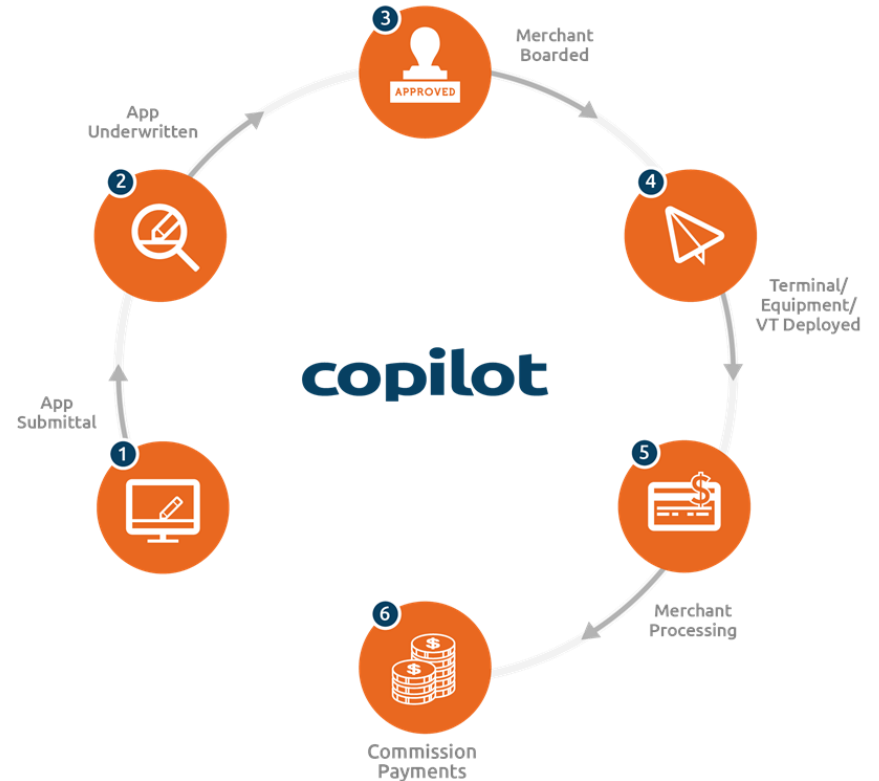 3
Merchant
Boarded
APPROVED
App
Underwritten
2
4
Terminal/
Equipment/
VT Deployed
copilot
App
Submittal
1
5
$
Merchant
Processing
6
$
$
Commission
Payments